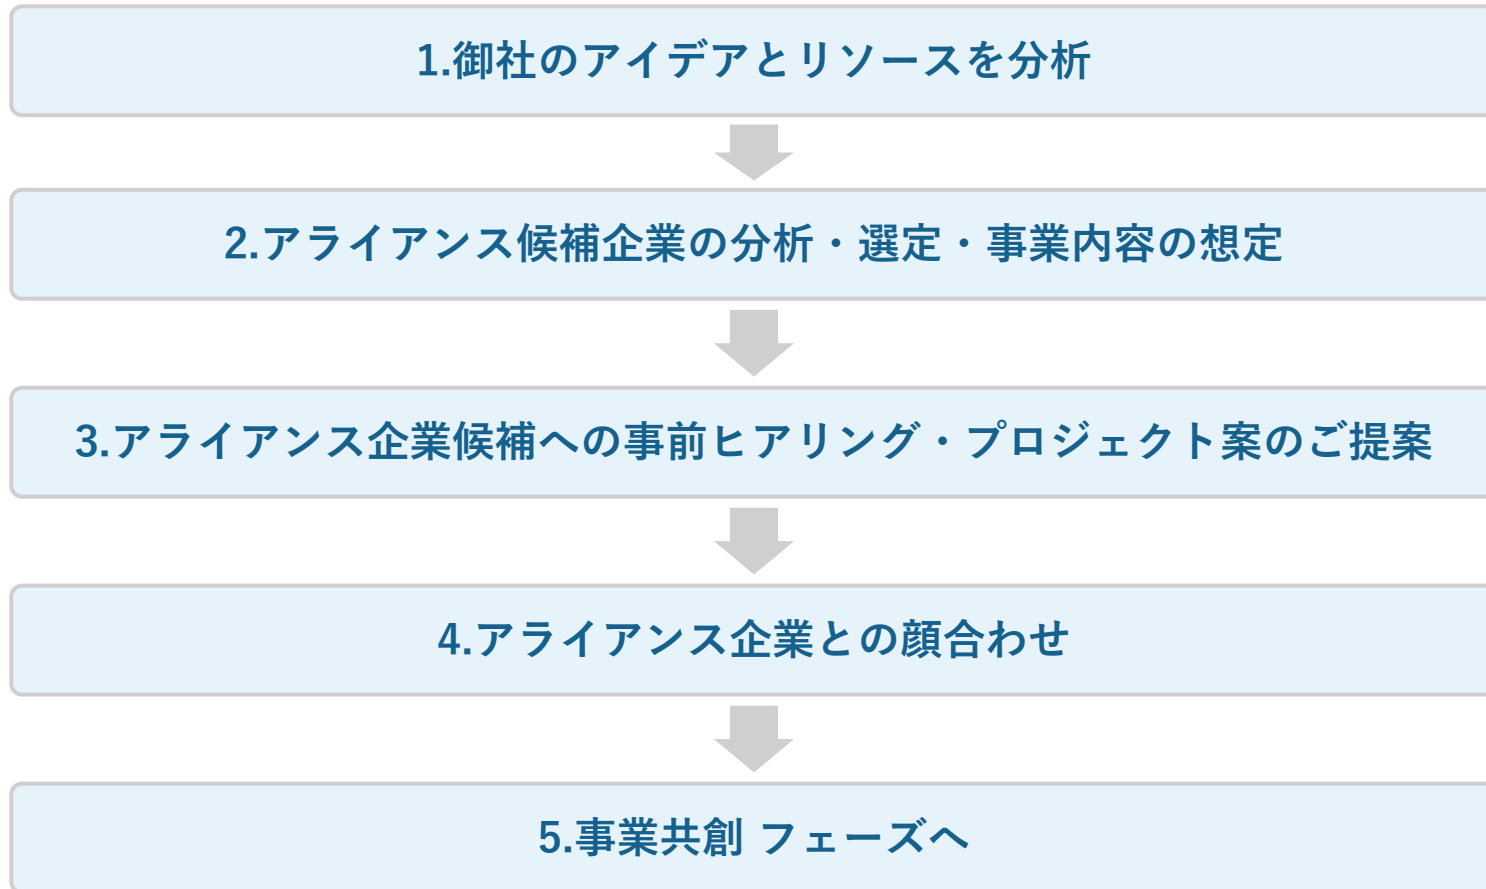 1.御社のアイデアとリソースを分析
2.アライアンス候補企業の分析・選定・事業内容の想定
3.アライアンス企業候補への事前ヒアリング・プロジェクト案のご提案
4.アライアンス企業との顔合わせ
5.事業共創 フェーズへ